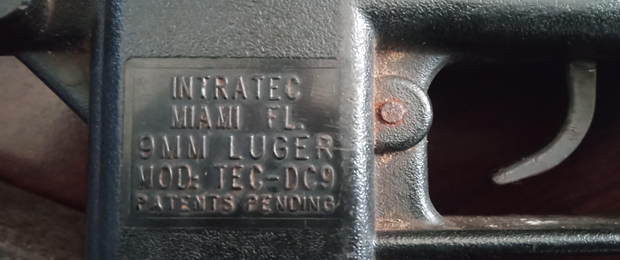 INTRATEC
MIAMI FL.
9MM LUGER
MOD: TEC-DC9
PATENTS PENDING